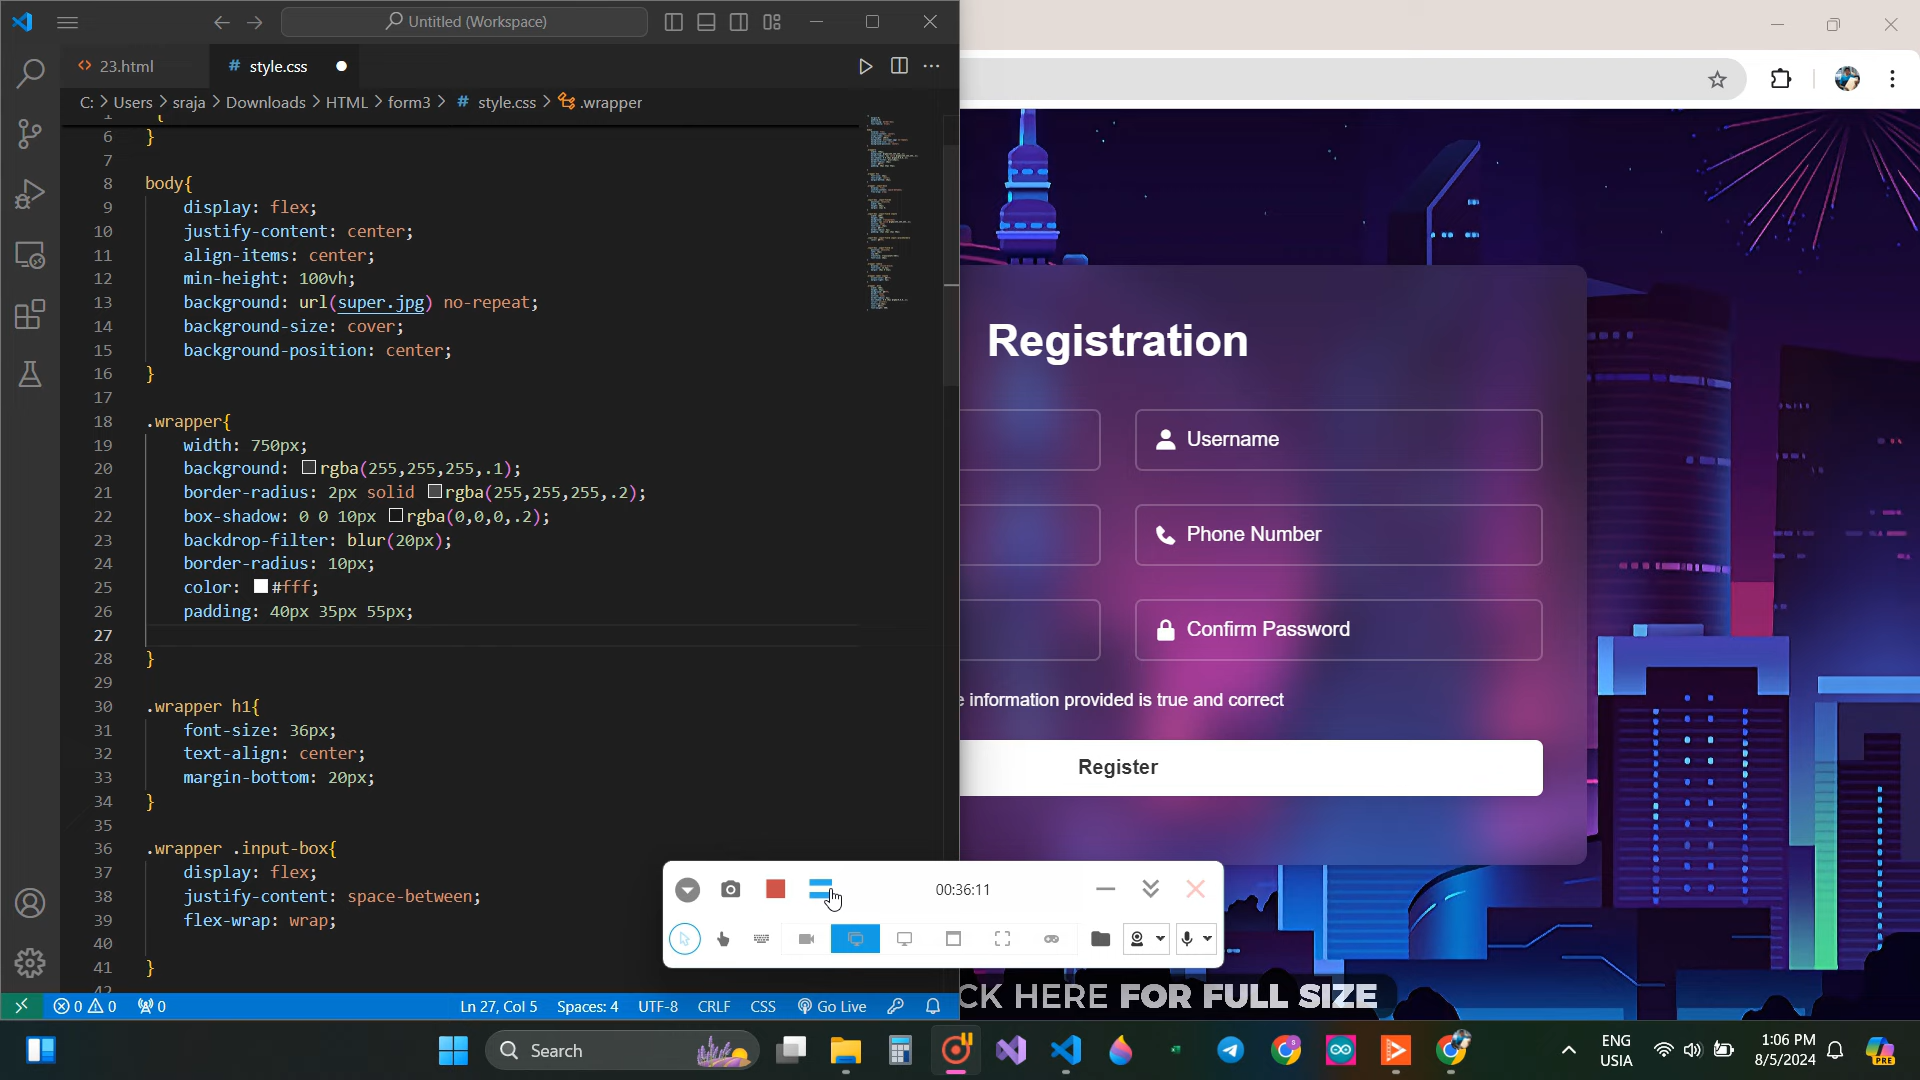 Untitled (Workspace)
23.html
style.css
C: > Users > sraja > Downloads > HTML > form3 > # style.css > .wrapper
6 }
7
8 body{
9 display: flex;
10 justify-content: center;
11 align-items: center;
12 min-height: 100vh;
13 background: url(super.jpg) no-repeat;
14 background-size: cover;
15 background-position: center;
16 }
17
18 .wrapper{
19 width: 750px;
20 background: rgba(255,255,255,.1);
21 border-radius: 2px solid rgba(255,255,255,.2);
22 box-shadow: 0 0 10px rgba(0,0,0,.2);
23 backdrop-filter: blur(20px);
24 border-radius: 10px;
25 color: #fff;
26 padding: 40px 35px 55px;
27
28 }
29
30 .wrapper h1{
31 font-size: 36px;
32 text-align: center;
33 margin-bottom: 20px;
34 }
35
36 .wrapper .input-box{
37 display: flex;
38 justify-content: space-between;
39 flex-wrap: wrap;
40
41 }
Registration
Username
Phone Number
Confirm Password
information provided is true and correct
Register
00:36:11
CK HERE FOR FULL SIZE
0 0 0
Ln 27, Col 5
Spaces: 4
UTF-8
CRLF
CSS
Go Live
Search
ENG
USIA
1:06 PM
8/5/2024
PRE